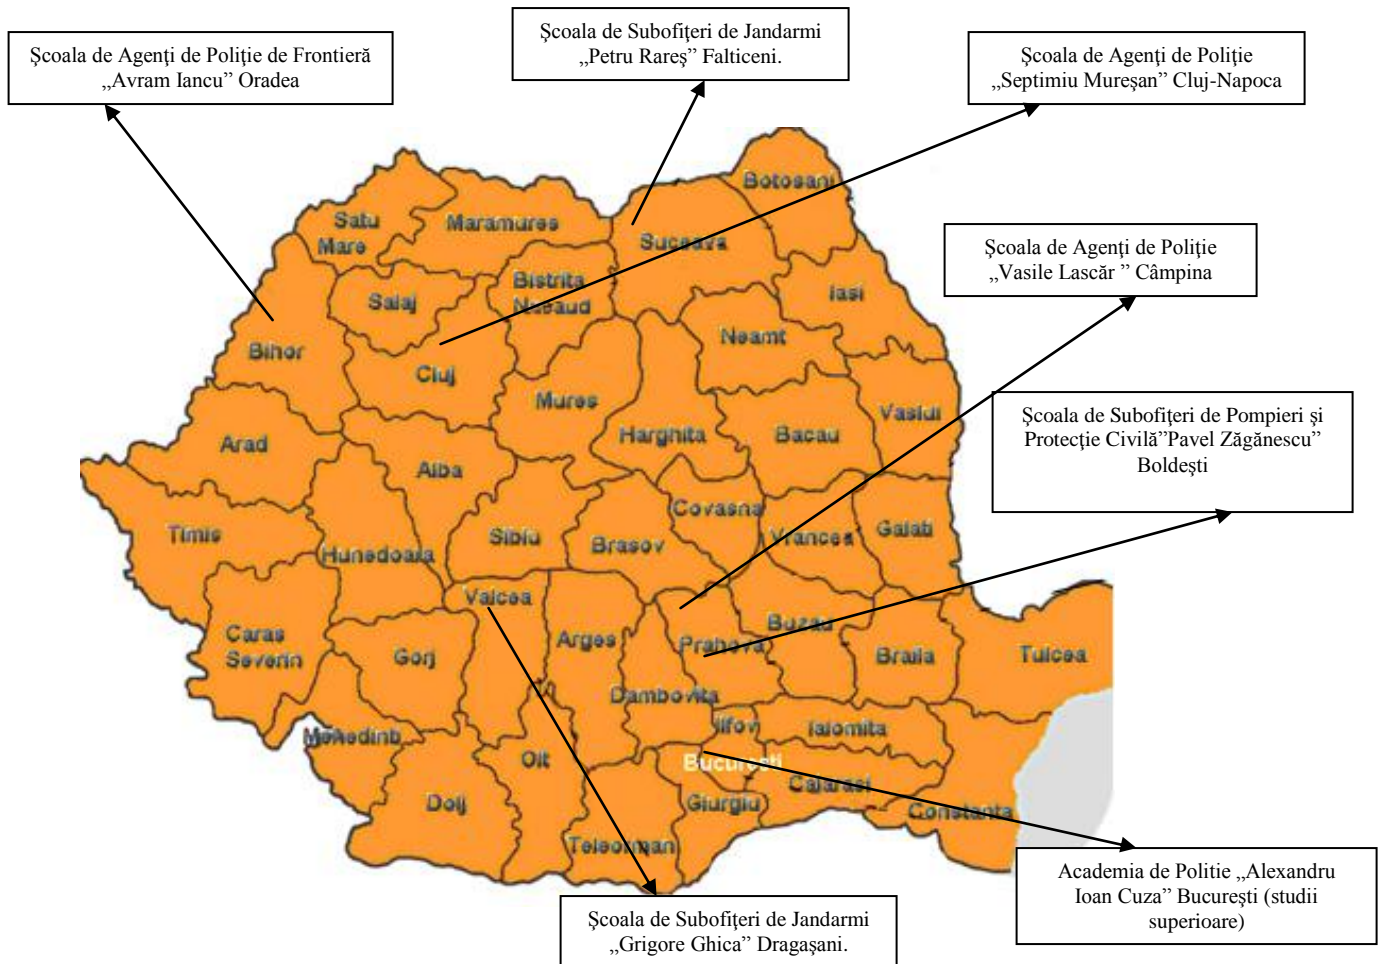 Şcoala de Subofiţeri de Jandarmi
„Petru Rareş” Falticeni.
Şcoala de Agenţi de Poliţie de Frontieră
„Avram Iancu” Oradea
Şcoala de Agenţi de Poliţie
„Septimiu Mureşan” Cluj-Napoca
Botosani
Satu
Mare
Maramures
Suceava
Şcoala de Agenţi de Poliţie
„Vasile Lascăr ” Câmpina
Salaj
Bistrita
Nasaud
Iasi
Neamt
Bihor
Cluj
Mures
Vaslui
Şcoala de Subofiţeri de Pompieri şi
Protecţie Civilă”Pavel Zăgănescu”
Boldeşti
Arad
Harghita
Bacau
Alba
Covasna
Timis
Hunedoara
Sibiu
Brasov
Vrancea
Galati
Valcea
Caras
Severin
Gorj
Arges
Prahova
Buzau
Braila
Tulcea
Dambovita
Ilfov
Ialomita
Olt
Bucuresti
Calarasi
Dolj
Giurgiu
Constanta
Teleorman
Academia de Politie „Alexandru
Ioan Cuza” Bucureşti (studii
superioare)
Şcoala de Subofiţeri de Jandarmi
„Grigore Ghica” Dragaşani.